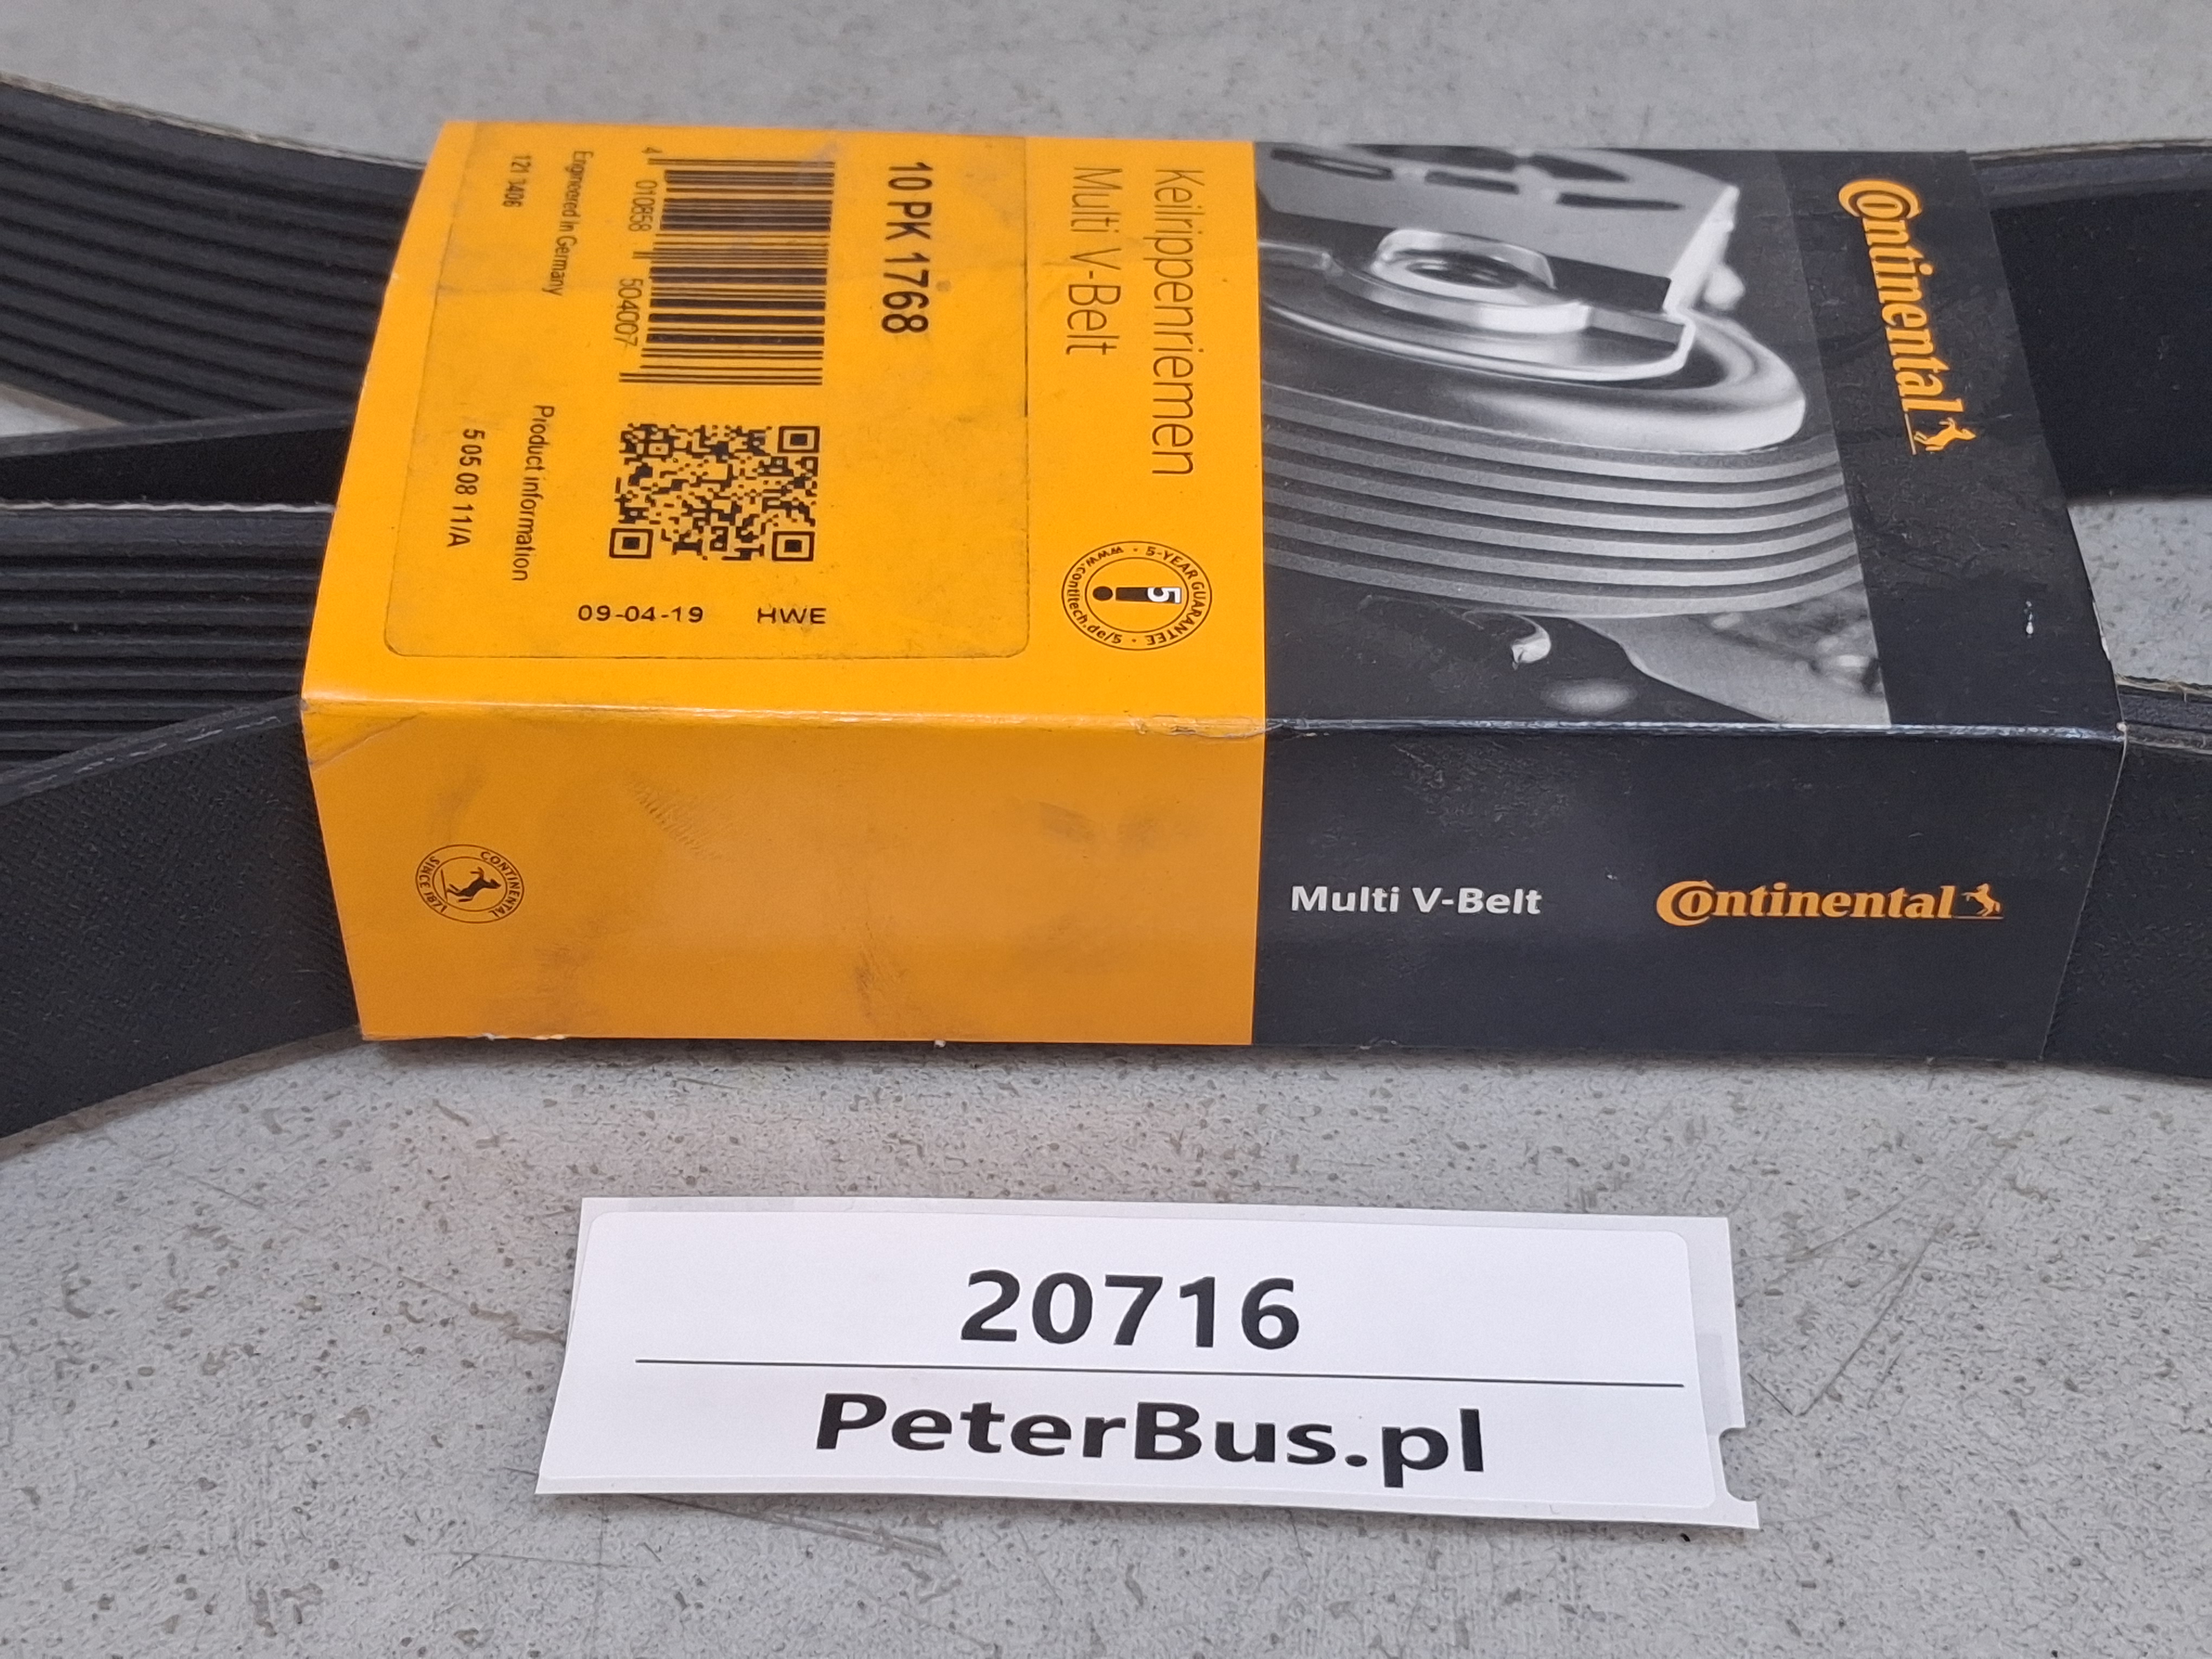 Continental
Keilrippenriemen
Multi V-Belt
5-YEAR GUARANTEE · www.contitech.de/5 ·
5
10 PK 1768
4 010858 504007
Engineered in Germany
121 1406
Product information
5 05 08 11/A
09-04-19 HWE
CONTINENTAL
SINCE 1871
Multi V-Belt
Continental
20716
PeterBus.pl